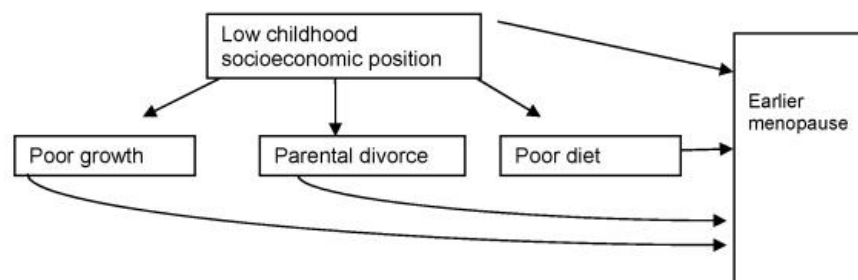 Low childhood
socioeconomic position
Earlier
menopause
Poor growth
Parental divorce
Poor diet